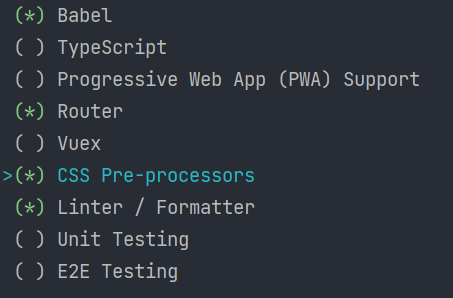 (*) Babel
( ) TypeScript
( ) Progressive Web App (PWA) Support
(*) Router
( ) Vuex
>(*) CSS Pre-processors
(*) Linter / Formatter
( ) Unit Testing
( ) E2E Testing